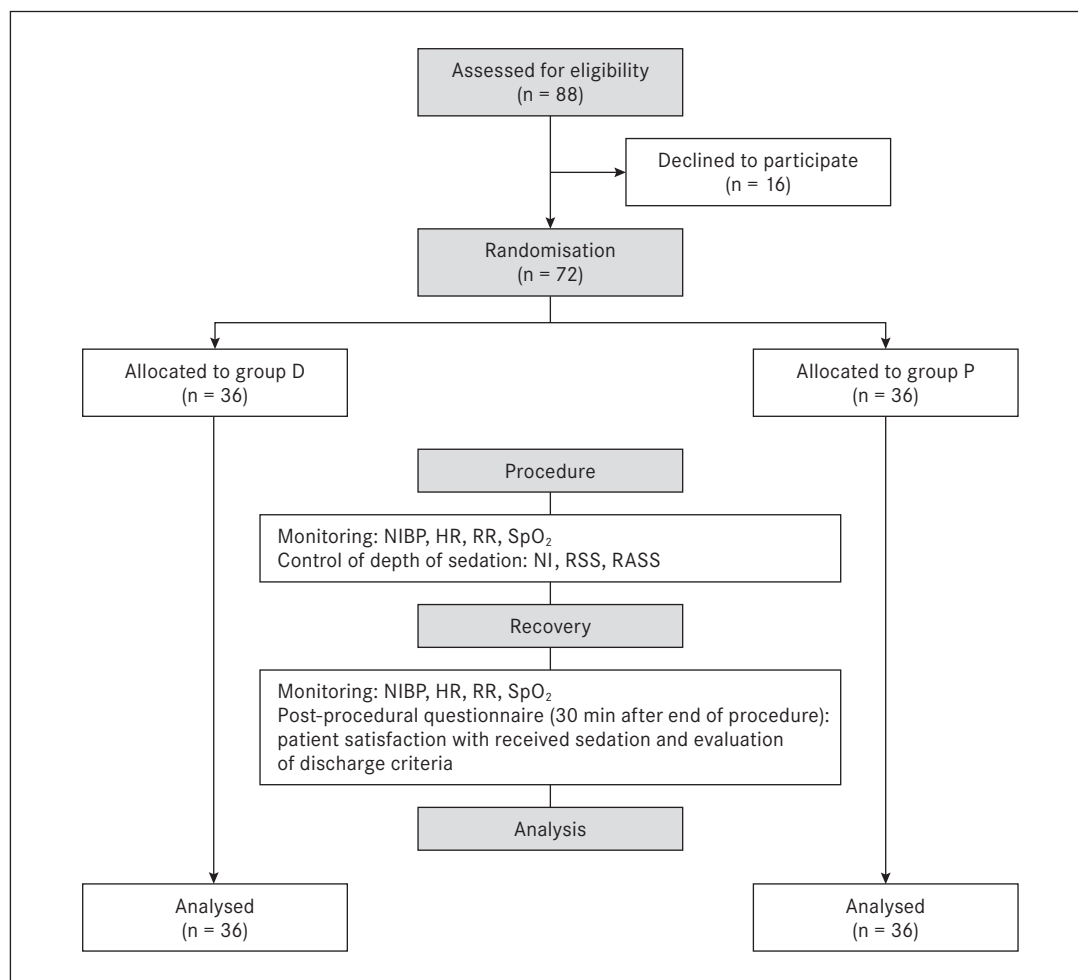 Assessed for eligibility
(n = 88)
Declined to participate
(n = 16)
Randomisation
(n = 72)
Allocated to group D
(n = 36)
Allocated to group P
(n = 36)
Procedure
Monitoring: NIBP, HR, RR, SpO₂
Control of depth of sedation: NI, RSS, RASS
Recovery
Monitoring: NIBP, HR, RR, SpO₂
Post-procedural questionnaire (30 min after end of procedure):
patient satisfaction with received sedation and evaluation
of discharge criteria
Analysis
Analysed
(n = 36)
Analysed
(n = 36)